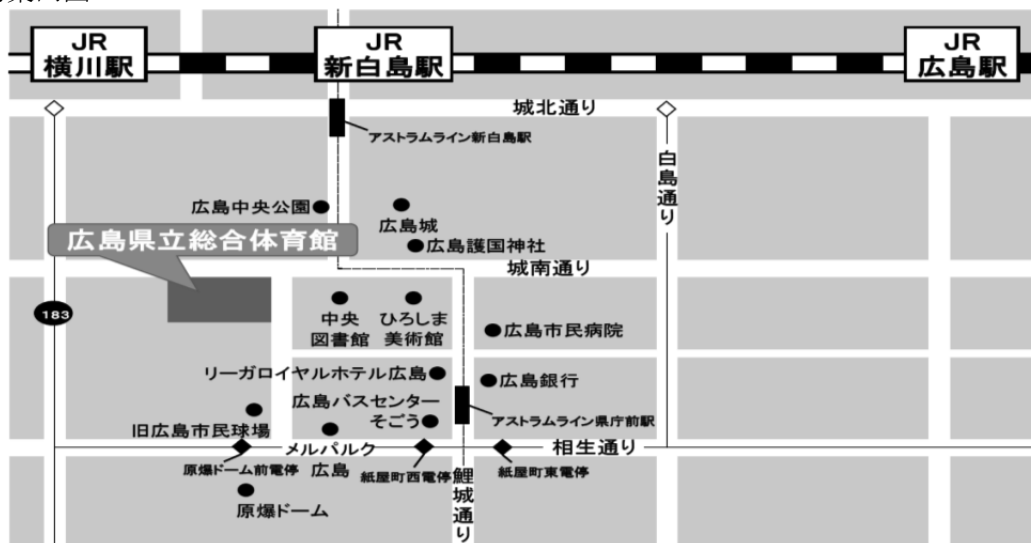 JR
横川駅
JR
新白島駅
JR
広島駅
城北通り
アストラムライン新白島駅
白島通り
広島中央公園
広島城
広島県立総合体育館
広島護国神社
城南通り
183
中央
図書館
ひろしま
美術館
広島市民病院
リーガロイヤルホテル広島
広島銀行
広島バスセンター
そごう
アストラムライン県庁前駅
旧広島市民球場
メルパルク
広島
相生通り
原爆ドーム前電停
紙屋町西電停
紙屋町東電停
鯉城通り
原爆ドーム